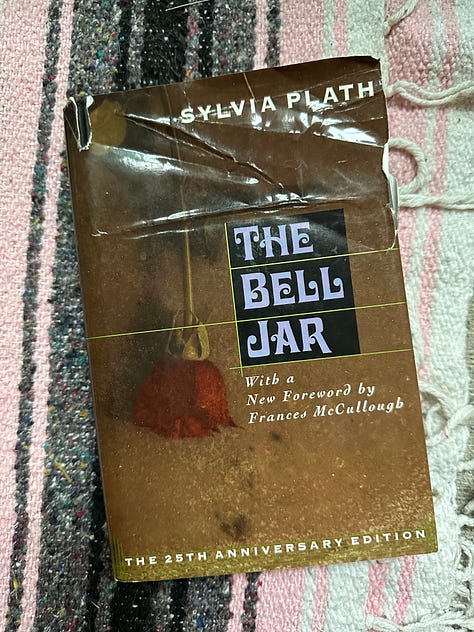 SYLVIA PLATH
THE
BELL
JAR
With a
New Foreword by
Frances McCullough
THE 25TH ANNIVERSARY EDITION